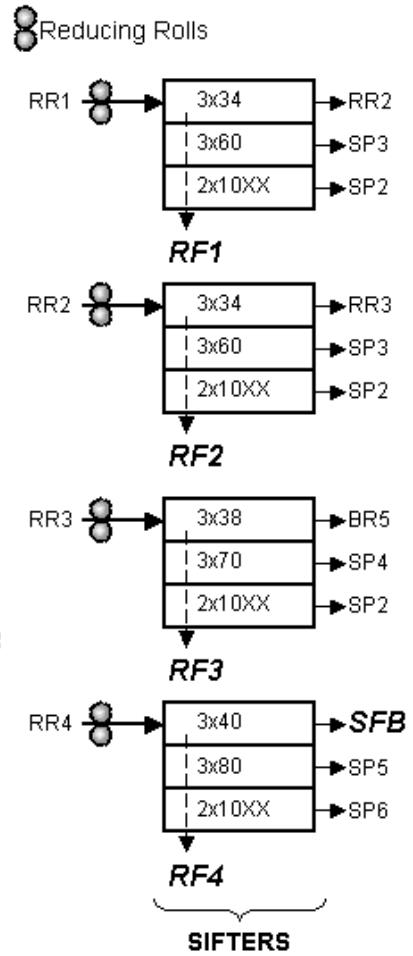 Reducing Rolls
RR1 3x34 RR2
3x60 SP3
2x10XX SP2
RF1
RR2 3x34 RR3
3x60 SP3
2x10XX SP2
RF2
RR3 3x38 BR5
3x70 SP4
2x10XX SP2
RF3
RR4 3x40 SFB
3x80 SP5
2x10XX SP6
RF4
SIFTERS